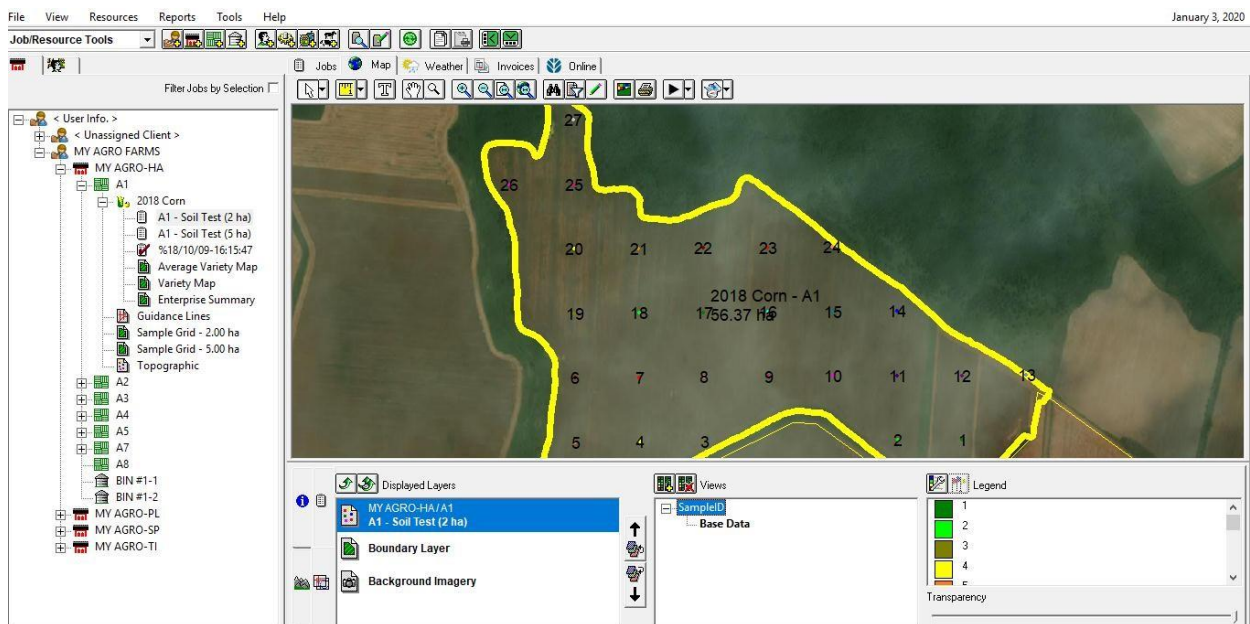 File View Resources Reports Tools Help
January 3, 2020
Job/Resource Tools
Jobs Map Weather Invoices Online
Filter Jobs by Selection
< User Info. >
< Unassigned Client >
MY AGRO FARMS
MY AGRO-HA
A1
2018 Corn
A1 - Soil Test (2 ha)
A1 - Soil Test (5 ha)
%18/10/09-16:15:47
Average Variety Map
Variety Map
Enterprise Summary
Guidance Lines
Sample Grid - 2.00 ha
Sample Grid - 5.00 ha
Topographic
A2
A3
A4
A5
A7
A8
BIN #1-1
BIN #1-2
MY AGRO-PL
MY AGRO-SP
MY AGRO-TI
27
26 25
20 21 22 23 24
2018 Corn - A1
56.37 ha
19 18 17 16 15 14
6 7 8 9 10 11 12 13
5 4 3 2 1
Displayed Layers
MY AGRO-HA/A1
A1 - Soil Test (2 ha)
Boundary Layer
Background Imagery
Views
SampleID
Base Data
Legend
1
2
3
4
Transparency